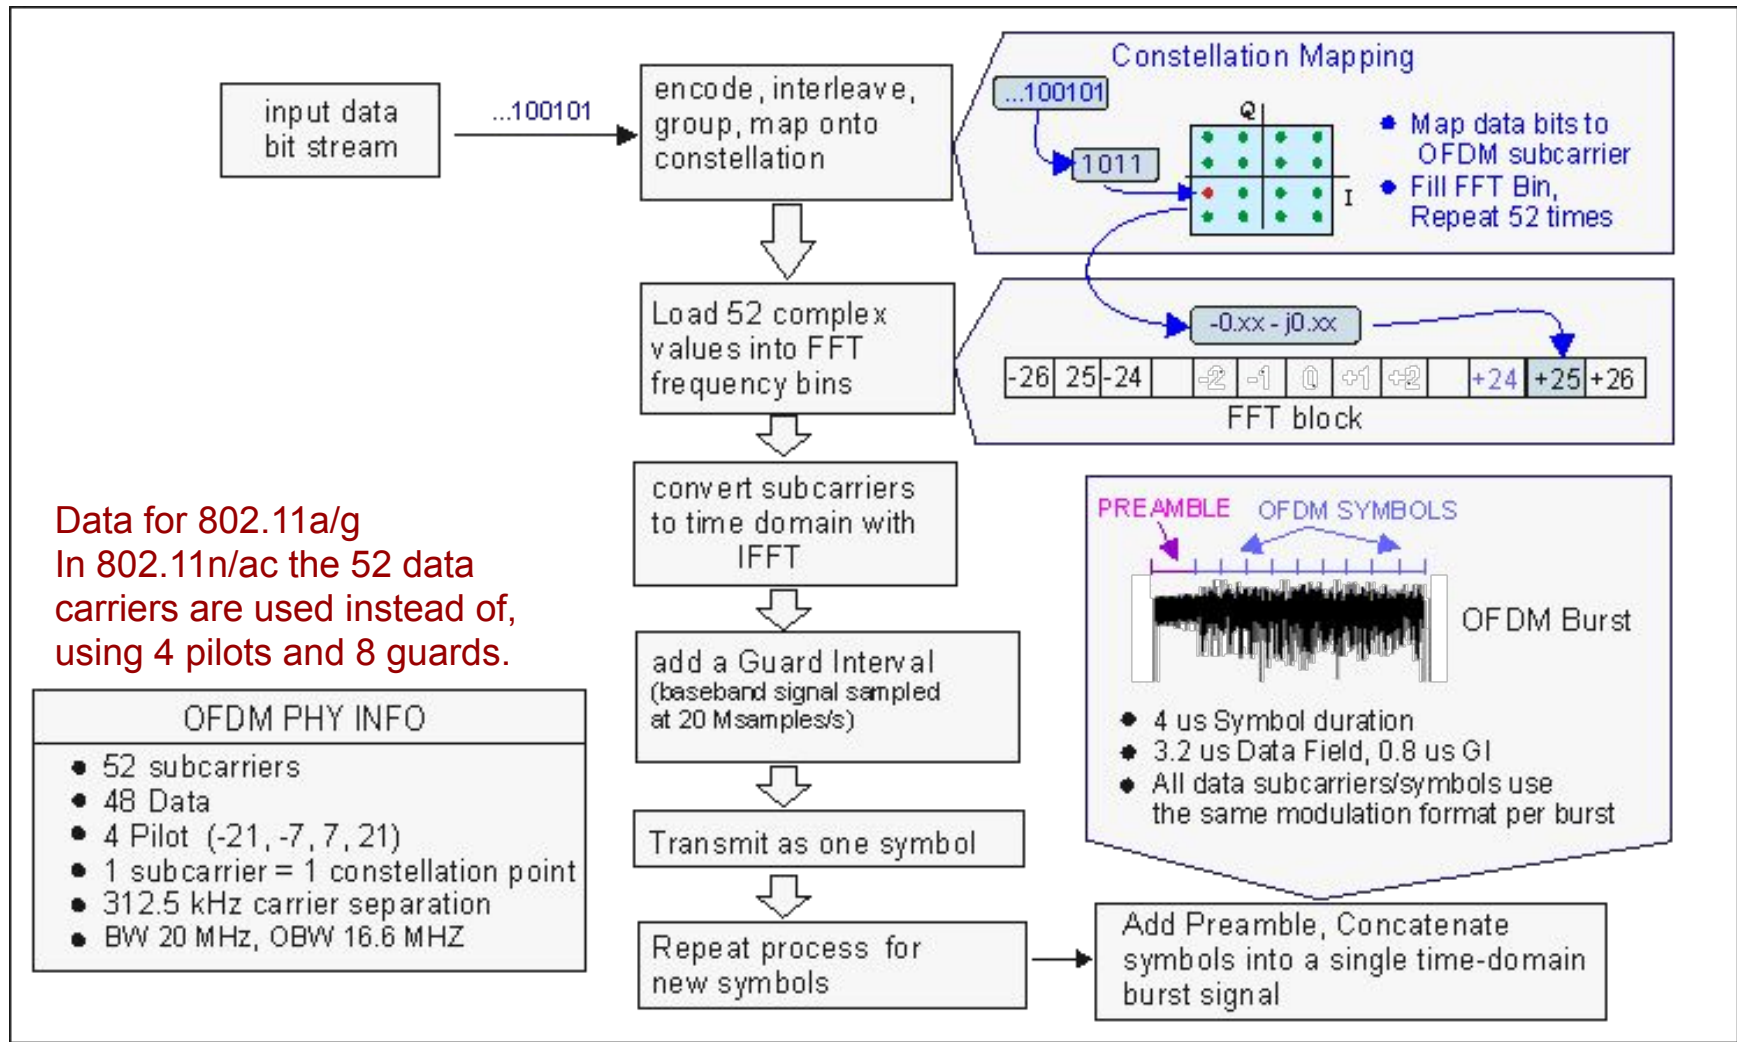 input data
bit stream
...100101
encode, interleave,
group, map onto
constellation
Constellation Mapping
...100101
1011
Q
I
● Map data bits to
OFDM subcarrier
● Fill FFT Bin,
Repeat 52 times
Load 52 complex
values into FFT
frequency bins
-0.xx - j0.xx
-26 25 -24 -2 -1 0 +1 +2 +24 +25 +26
FFT block
convert subcarriers
to time domain with
IFFT
add a Guard Interval
(baseband signal sampled
at 20 Msamples/s)
Transmit as one symbol
Repeat process for
new symbols
PREAMBLE OFDM SYMBOLS
OFDM Burst
● 4 us Symbol duration
● 3.2 us Data Field, 0.8 us GI
● All data subcarriers/symbols use
the same modulation format per burst
Add Preamble, Concatenate
symbols into a single time-domain
burst signal
Data for 802.11a/g
In 802.11n/ac the 52 data
carriers are used instead of,
using 4 pilots and 8 guards.
OFDM PHY INFO
● 52 subcarriers
● 48 Data
● 4 Pilot (-21, -7, 7, 21)
● 1 subcarrier = 1 constellation point
● 312.5 kHz carrier separation
● BW 20 MHz, OBW 16.6 MHZ